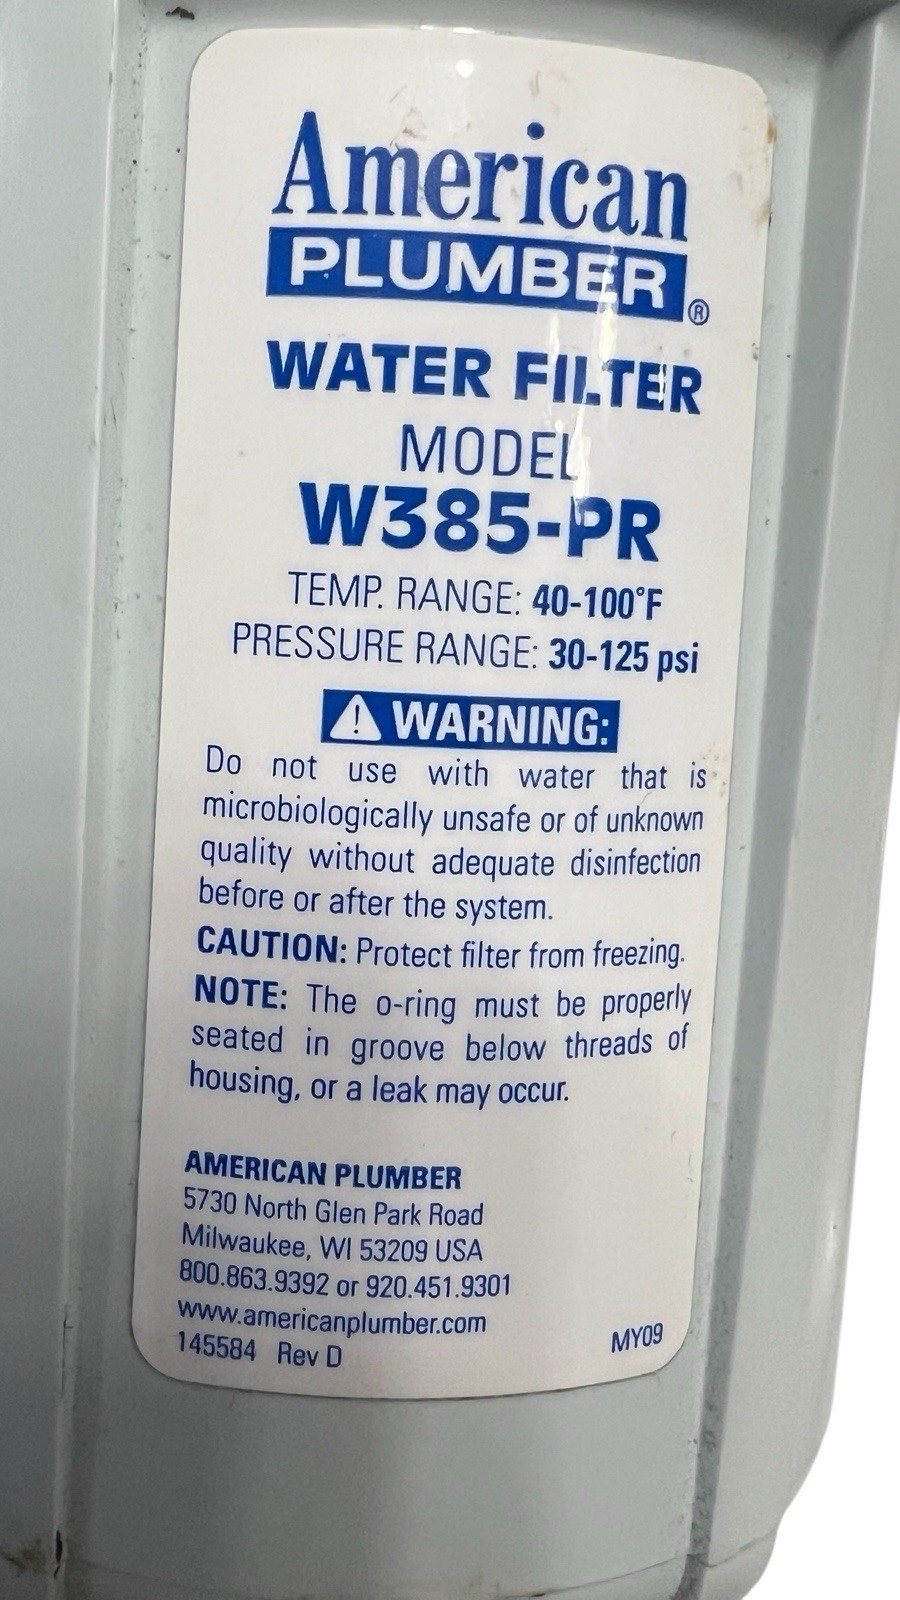 American
PLUMBER®
WATER FILTER
MODEL
W385-PR
TEMP. RANGE: 40-100°F
PRESSURE RANGE: 30-125 psi
WARNING:
Do not use with water that is
microbiologically unsafe or of unknown
quality without adequate disinfection
before or after the system.
CAUTION: Protect filter from freezing.
NOTE: The o-ring must be properly
seated in groove below threads of
housing, or a leak may occur.
AMERICAN PLUMBER
5730 North Glen Park Road
Milwaukee, WI 53209 USA
800.863.9392 or 920.451.9301
www.americanplumber.com
145584 Rev D MY09